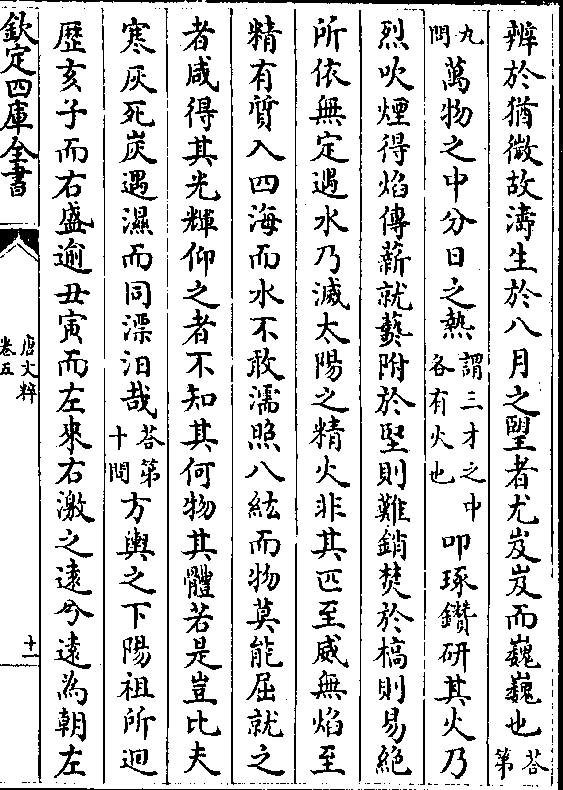 辨於猶微故濤生於八月之朢者尤岌岌而巍巍也荅第
九問萬物之中分日之熱謂三才之中各有火也叩琢鑽研其火乃
烈吹煙得焰傳薪就爇附於堅則難銷焚於槁則易絶
所依無定遇水乃滅太陽之精火非其匹至威無焰至
精有質入四海而水不敢濡照八紘而物莫能屈就之
者咸得其光輝仰之者不知其何物其體若是豈比夫
寒灰死炭遇濕而同漂汨哉荅第十問方輿之下陽祖所迴
歴亥子而右盛逾丑寅而左來右激之遠兮遠為朝左
欽定四庫全書
唐文粹
卷五
十一